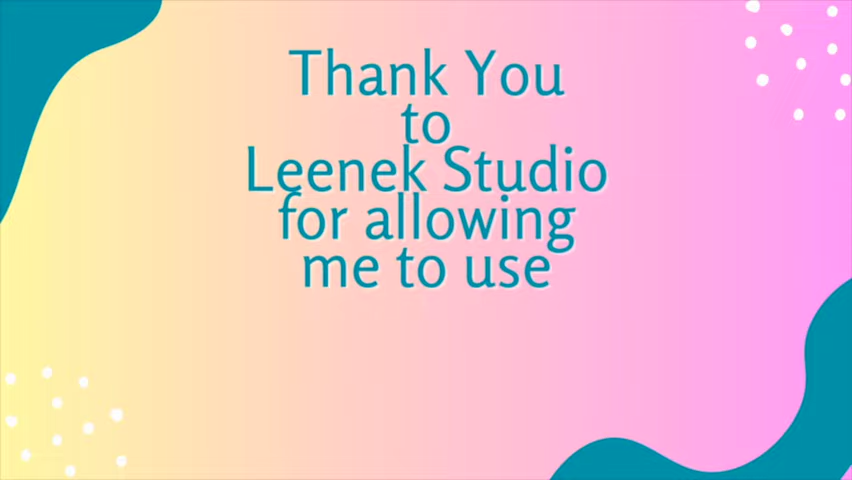 Thank You
to
Leenek Studio
for allowing
me to use